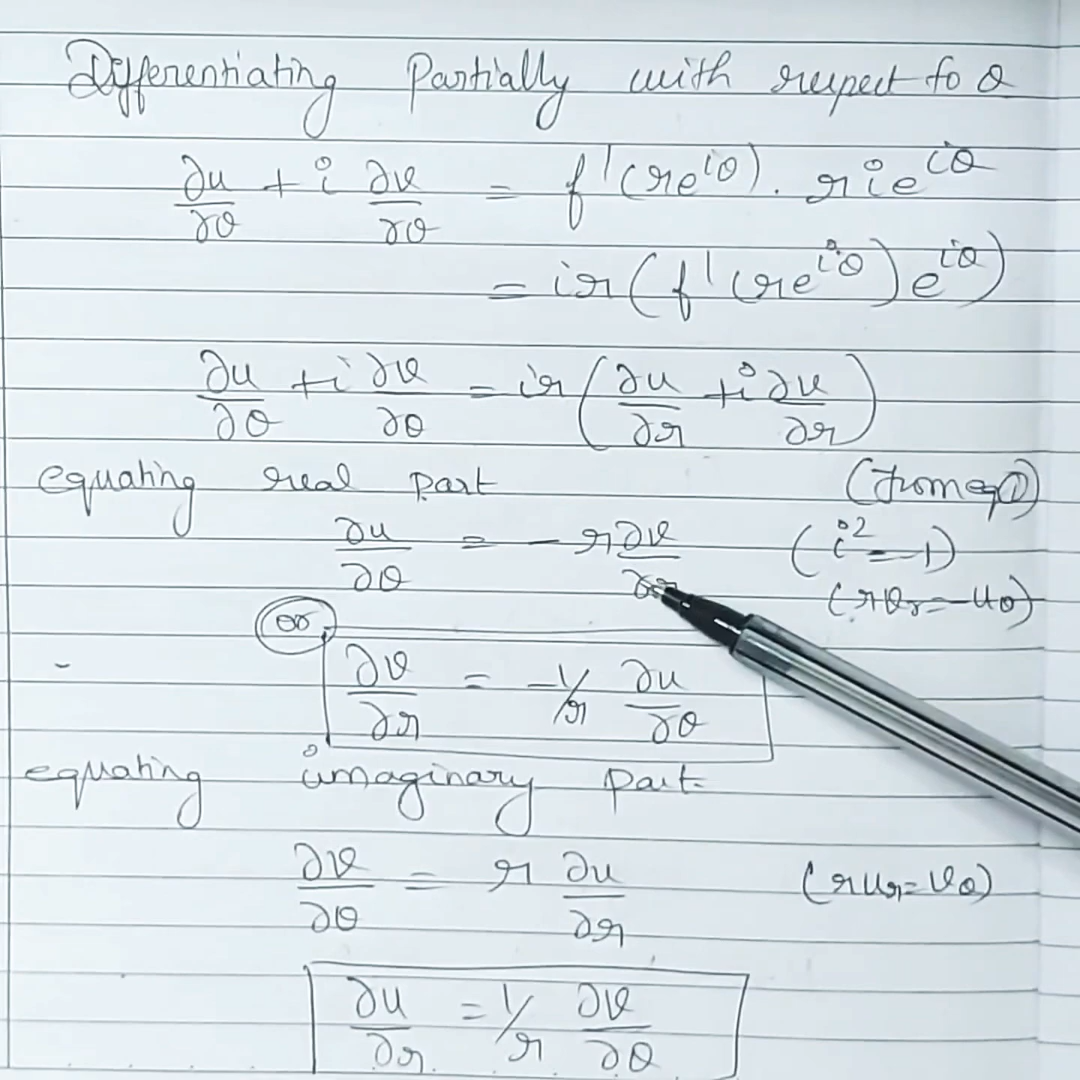 Differentiating Partially with respect to θ
∂u/∂θ + i ∂v/∂θ = f'(re^{iθ}). rie^{iθ}
= ir(f'(re^{iθ})e^{iθ})
∂u/∂θ + i ∂v/∂θ = ir(∂u/∂r + i ∂v/∂r)
equating real part (from eq ①)
∂u/∂θ = -r ∂v/∂r (i² = -1)
(rv_r = -u_θ)
or
∂v/∂r = -1/r ∂u/∂θ
equating imaginary part.
∂v/∂θ = r ∂u/∂r (ru_r = v_θ)
∂u/∂r = 1/r ∂v/∂θ